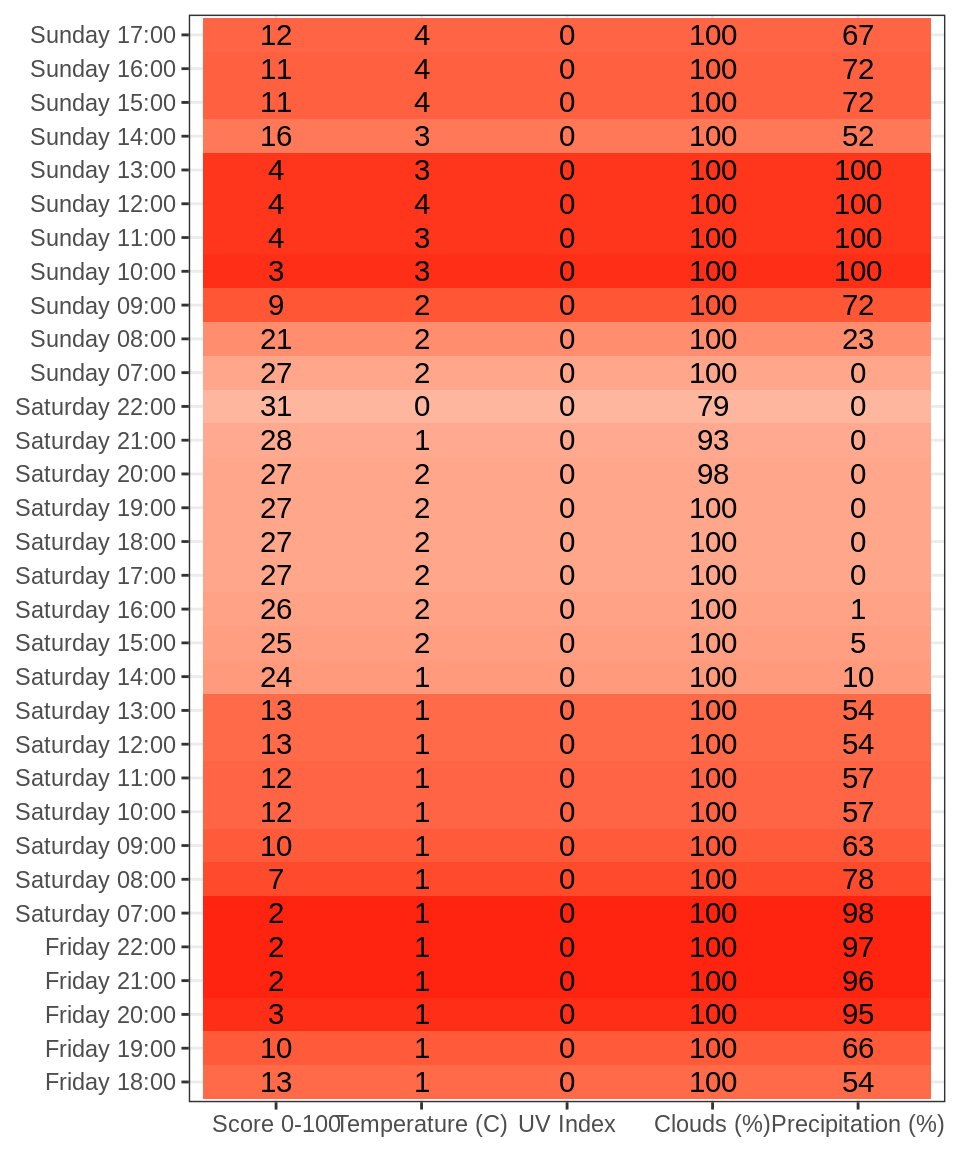 Sunday 17:00 12 4 0 100 67
Sunday 16:00 11 4 0 100 72
Sunday 15:00 11 4 0 100 72
Sunday 14:00 16 3 0 100 52
Sunday 13:00 4 3 0 100 100
Sunday 12:00 4 4 0 100 100
Sunday 11:00 4 3 0 100 100
Sunday 10:00 3 3 0 100 100
Sunday 09:00 9 2 0 100 72
Sunday 08:00 21 2 0 100 23
Sunday 07:00 27 2 0 100 0
Saturday 22:00 31 0 0 79 0
Saturday 21:00 28 1 0 93 0
Saturday 20:00 27 2 0 98 0
Saturday 19:00 27 2 0 100 0
Saturday 18:00 27 2 0 100 0
Saturday 17:00 27 2 0 100 0
Saturday 16:00 26 2 0 100 1
Saturday 15:00 25 2 0 100 5
Saturday 14:00 24 1 0 100 10
Saturday 13:00 13 1 0 100 54
Saturday 12:00 13 1 0 100 54
Saturday 11:00 12 1 0 100 57
Saturday 10:00 12 1 0 100 57
Saturday 09:00 10 1 0 100 63
Saturday 08:00 7 1 0 100 78
Saturday 07:00 2 1 0 100 98
Friday 22:00 2 1 0 100 97
Friday 21:00 2 1 0 100 96
Friday 20:00 3 1 0 100 95
Friday 19:00 10 1 0 100 66
Friday 18:00 13 1 0 100 54
Score 0-100 Temperature (C) UV Index Clouds (%) Precipitation (%)